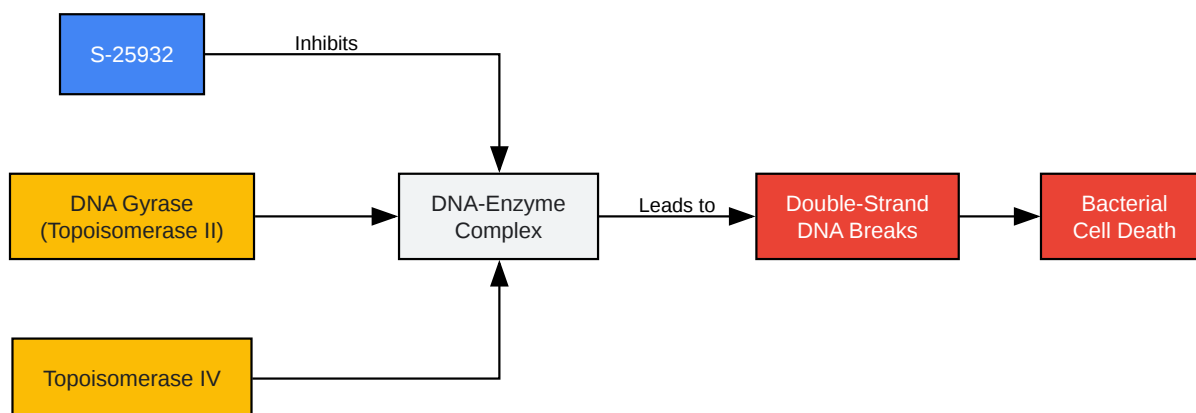 S-25932
Inhibits
DNA Gyrase
(Topoisomerase II)
DNA-Enzyme
Complex
Leads to
Double-Strand
DNA Breaks
Bacterial
Cell Death
Topoisomerase IV